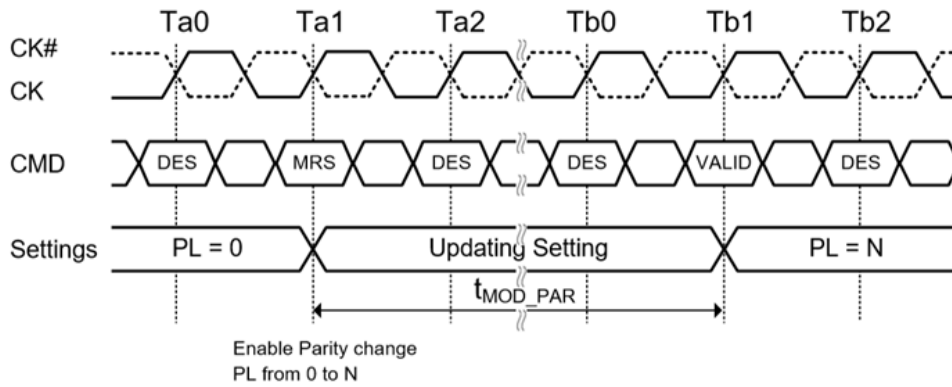 Ta0 Ta1 Ta2 Tb0 Tb1 Tb2
CK#
CK
CMD DES MRS DES DES VALID DES
Settings PL = 0 Updating Setting PL = N
tMOD_PAR
Enable Parity change
PL from 0 to N